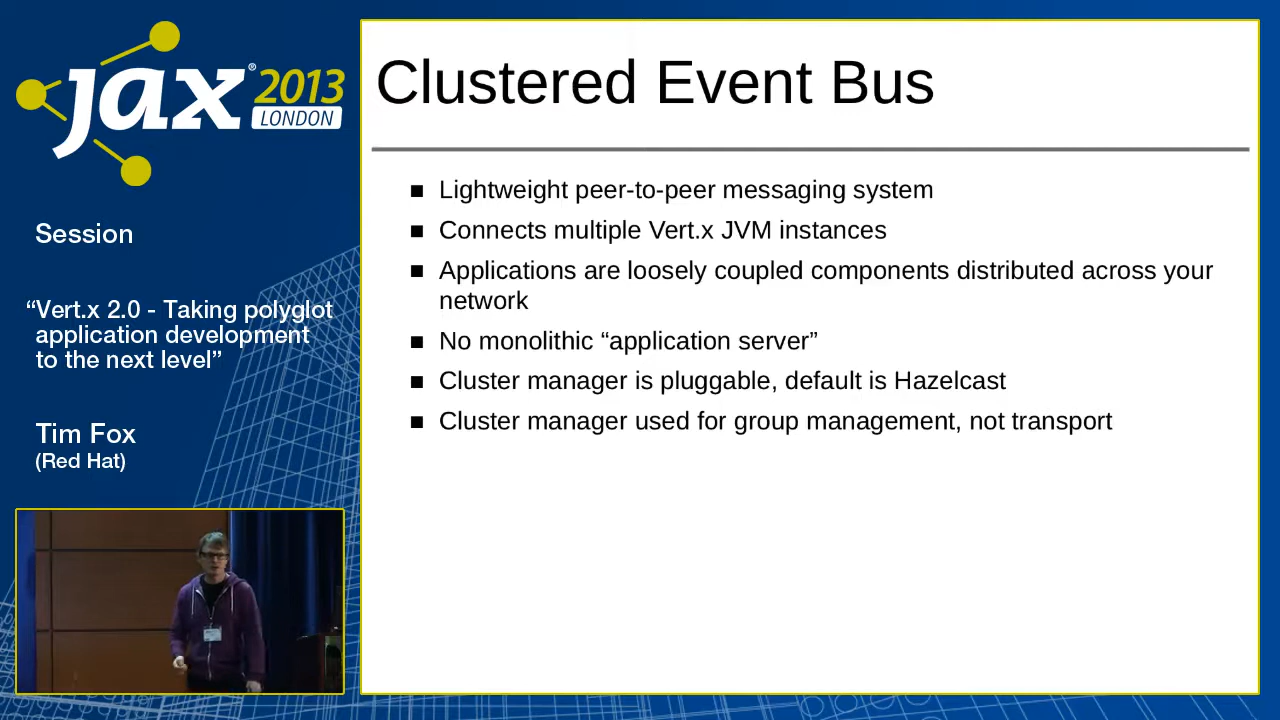 jax® 2013
LONDON
Session
“Vert.x 2.0 - Taking polyglot
application development
to the next level”
Tim Fox
(Red Hat)
Clustered Event Bus
■ Lightweight peer-to-peer messaging system
■ Connects multiple Vert.x JVM instances
■ Applications are loosely coupled components distributed across your
network
■ No monolithic “application server”
■ Cluster manager is pluggable, default is Hazelcast
■ Cluster manager used for group management, not transport